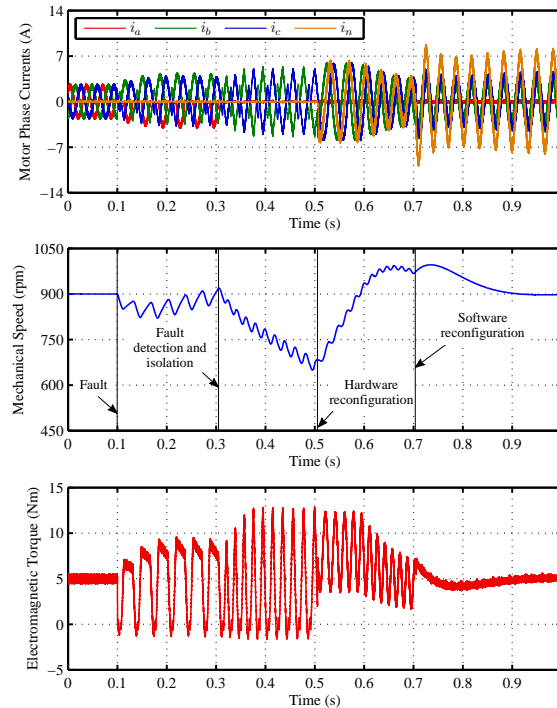 i_a i_b i_c i_n
Motor Phase Currents (A)
14
7
0
−7
−14
0 0.1 0.2 0.3 0.4 0.5 0.6 0.7 0.8 0.9
Time (s)
Mechanical Speed (rpm)
1050
900
750
600
450
Fault
Fault
detection and
isolation
Hardware
reconfiguration
Software
reconfiguration
0 0.1 0.2 0.3 0.4 0.5 0.6 0.7 0.8 0.9
Time (s)
Electromagnetic Torque (Nm)
15
10
5
0
−5
0 0.1 0.2 0.3 0.4 0.5 0.6 0.7 0.8 0.9
Time (s)